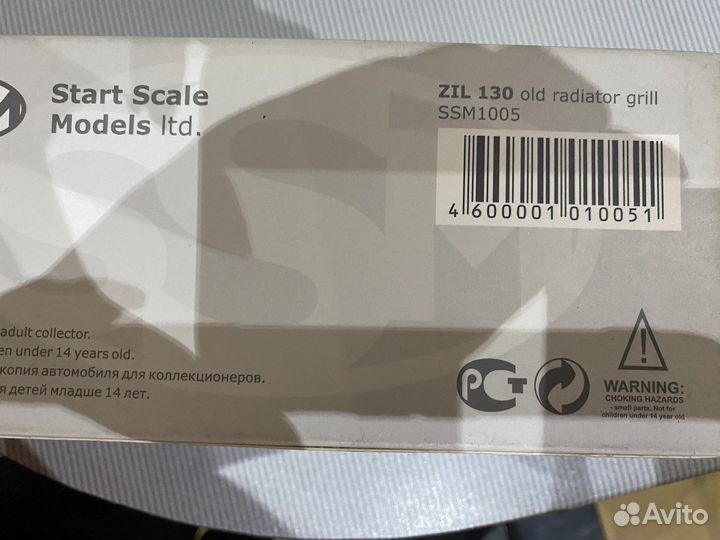 Start Scale
Models ltd.
ZIL 130 old radiator grill
SSM1005
4 600001 010051
adult collector.
en under 14 years old.
копия автомобиля для коллекционеров.
я детей младше 14 лет.
РСТ
WARNING:
CHOKING HAZARDS
- small parts. Not for
children under 14 year old
Avito